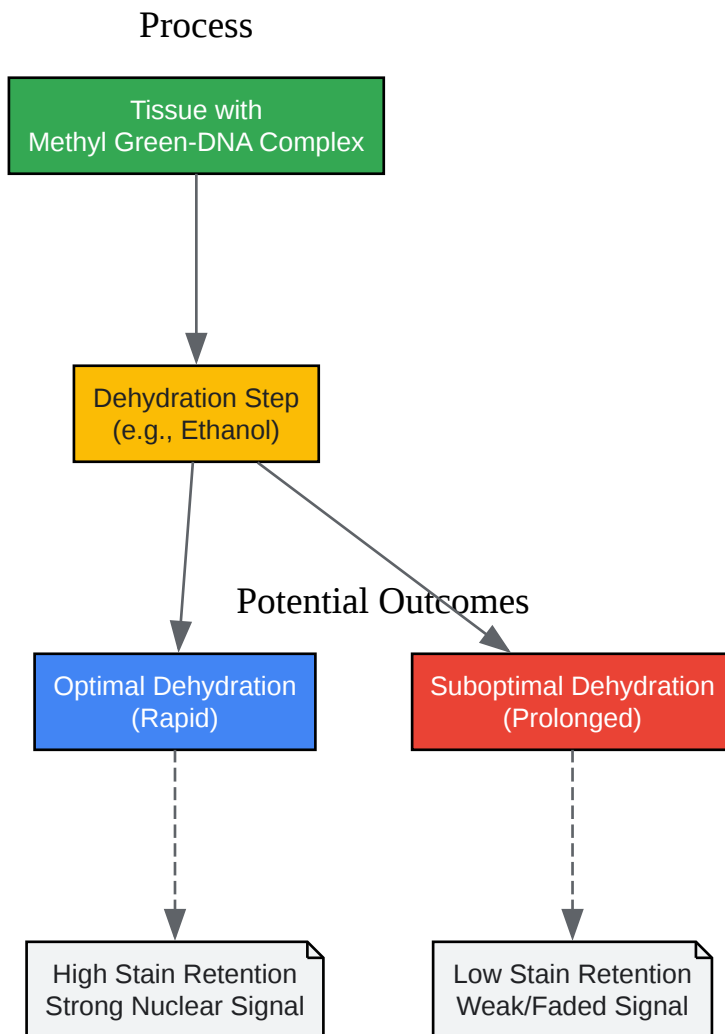 Process
Tissue with
Methyl Green-DNA Complex
Dehydration Step
(e.g., Ethanol)
Potential Outcomes
Optimal Dehydration
(Rapid)
Suboptimal Dehydration
(Prolonged)
High Stain Retention
Strong Nuclear Signal
Low Stain Retention
Weak/Faded Signal